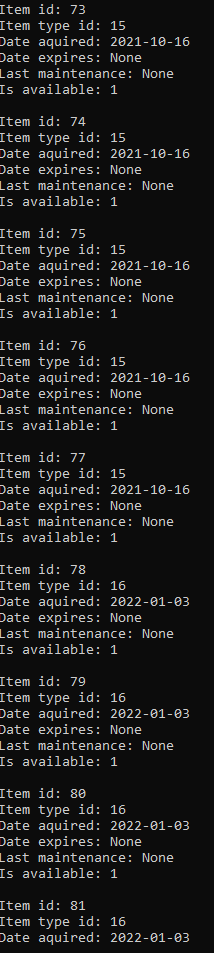 Item id: 73
Item type id: 15
Date aquired: 2021-10-16
Date expires: None
Last maintenance: None
Is available: 1
Item id: 74
Item type id: 15
Date aquired: 2021-10-16
Date expires: None
Last maintenance: None
Is available: 1
Item id: 75
Item type id: 15
Date aquired: 2021-10-16
Date expires: None
Last maintenance: None
Is available: 1
Item id: 76
Item type id: 15
Date aquired: 2021-10-16
Date expires: None
Last maintenance: None
Is available: 1
Item id: 77
Item type id: 15
Date aquired: 2021-10-16
Date expires: None
Last maintenance: None
Is available: 1
Item id: 78
Item type id: 16
Date aquired: 2022-01-03
Date expires: None
Last maintenance: None
Is available: 1
Item id: 79
Item type id: 16
Date aquired: 2022-01-03
Date expires: None
Last maintenance: None
Is available: 1
Item id: 80
Item type id: 16
Date aquired: 2022-01-03
Date expires: None
Last maintenance: None
Is available: 1
Item id: 81
Item type id: 16
Date aquired: 2022-01-03